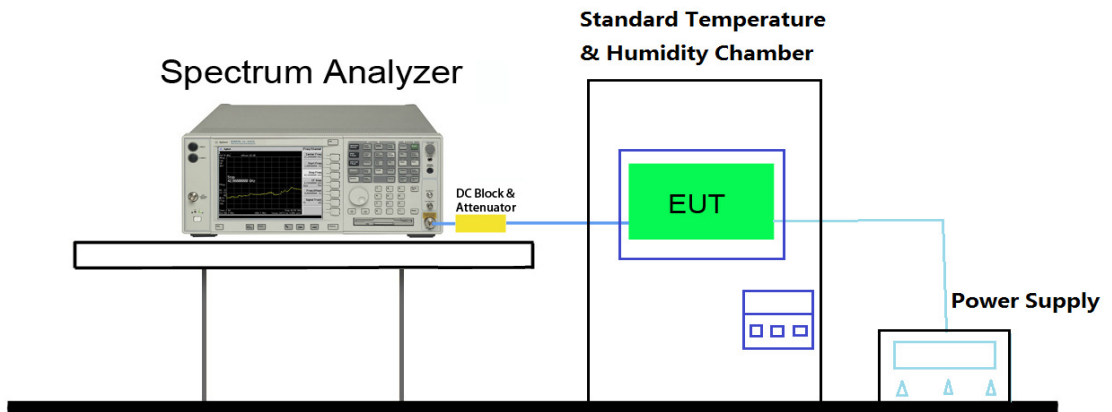 Standard Temperature
& Humidity Chamber
Spectrum Analyzer
DC Block &
Attenuator
EUT
Power Supply